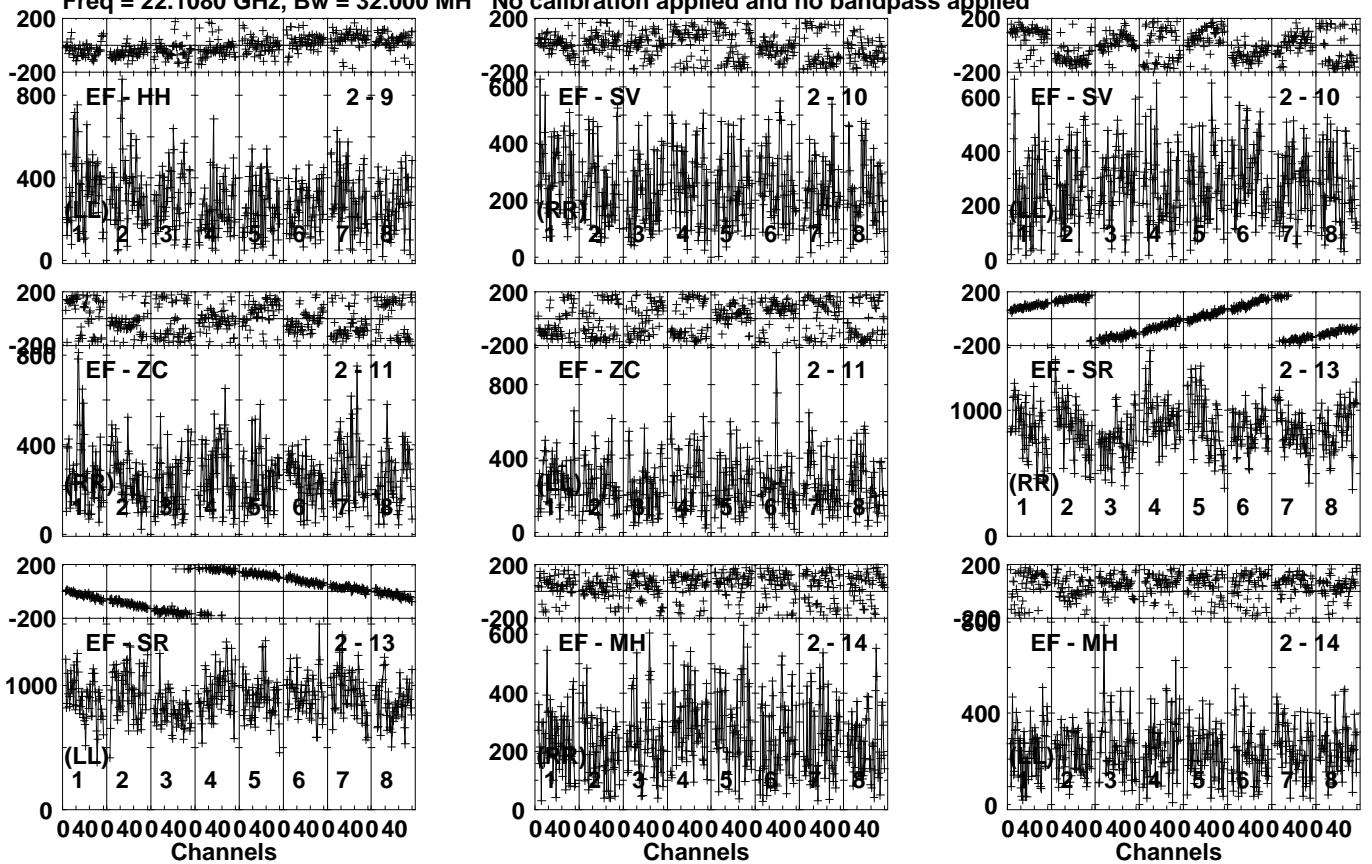 Freq = 22.1080 GHz, Bw = 32.000 MH No calibration applied and no bandpass applied
200
-200
800
400
0
EF - HH 2 - 9
(LL)
1 2 3 4 5 6 7 8
200
-200
600
400
200
0
EF - SV 2 - 10
(RR)
1 2 3 4 5 6 7 8
200
-200
600
400
200
0
EF - SV 2 - 10
(LL)
1 2 3 4 5 6 7 8
200
-200
800
400
0
EF - ZC 2 - 11
(RR)
1 2 3 4 5 6 7 8
200
-200
800
400
0
EF - ZC 2 - 11
(LL)
1 2 3 4 5 6 7 8
200
-200
1000
0
EF - SR 2 - 13
(RR)
1 2 3 4 5 6 7 8
200
-200
1000
0
EF - SR 2 - 13
(LL)
1 2 3 4 5 6 7 8
200
-200
600
400
200
0
EF - MH 2 - 14
(RR)
1 2 3 4 5 6 7 8
200
-200
800
400
0
EF - MH 2 - 14
(LL)
1 2 3 4 5 6 7 8
0 40 0 40 0 40 0 40 0 40 0 40 0 40 0 40
Channels
0 40 0 40 0 40 0 40 0 40 0 40 0 40 0 40
Channels
0 40 0 40 0 40 0 40 0 40 0 40 0 40 0 40
Channels